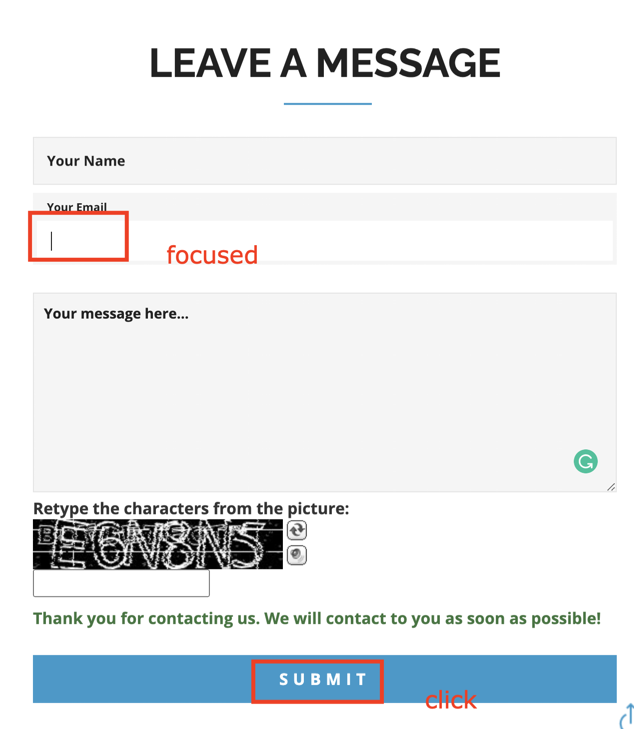 LEAVE A MESSAGE
Your Name
Your Email
focused
Your message here...
Retype the characters from the picture:
Thank you for contacting us. We will contact to you as soon as possible!
SUBMIT
click